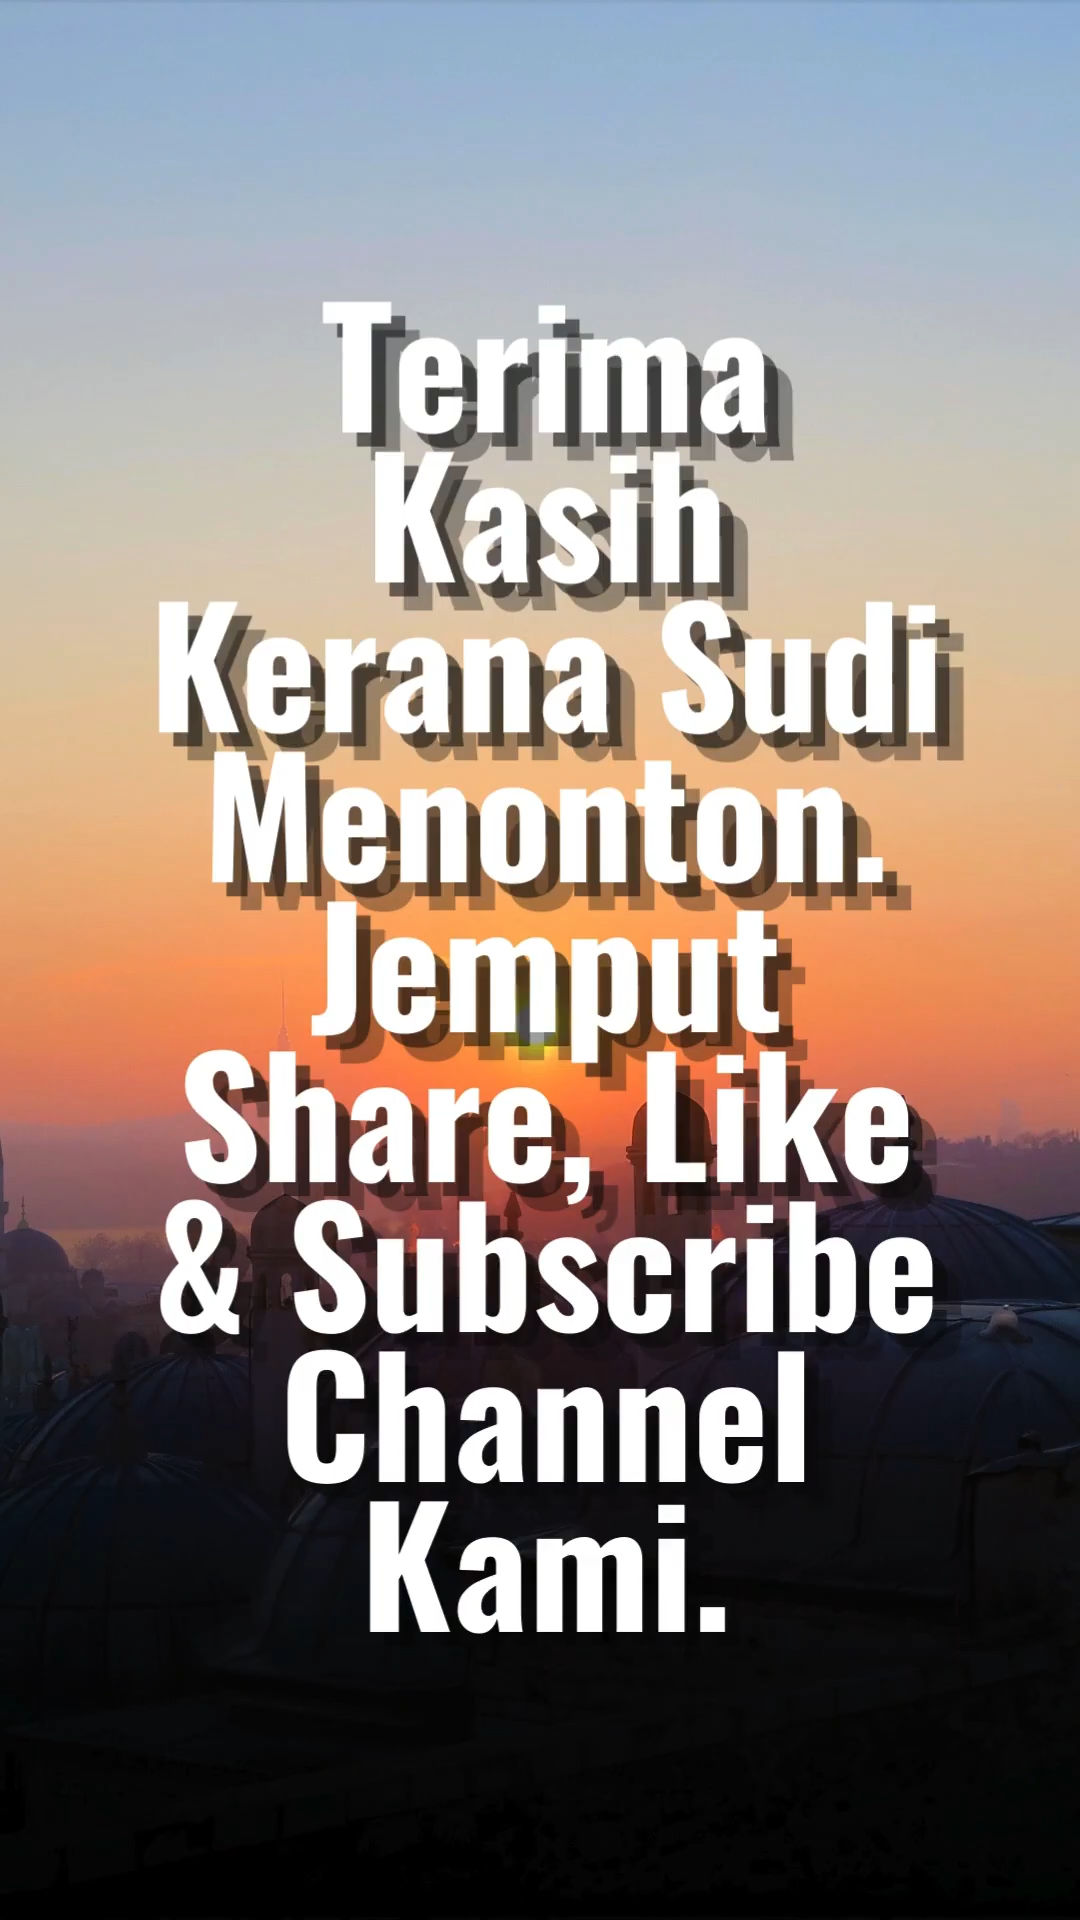 Terima
Kasih
Kerana Sudi
Menonton.
Jemput
Share, Like
& Subscribe
Channel
Kami.